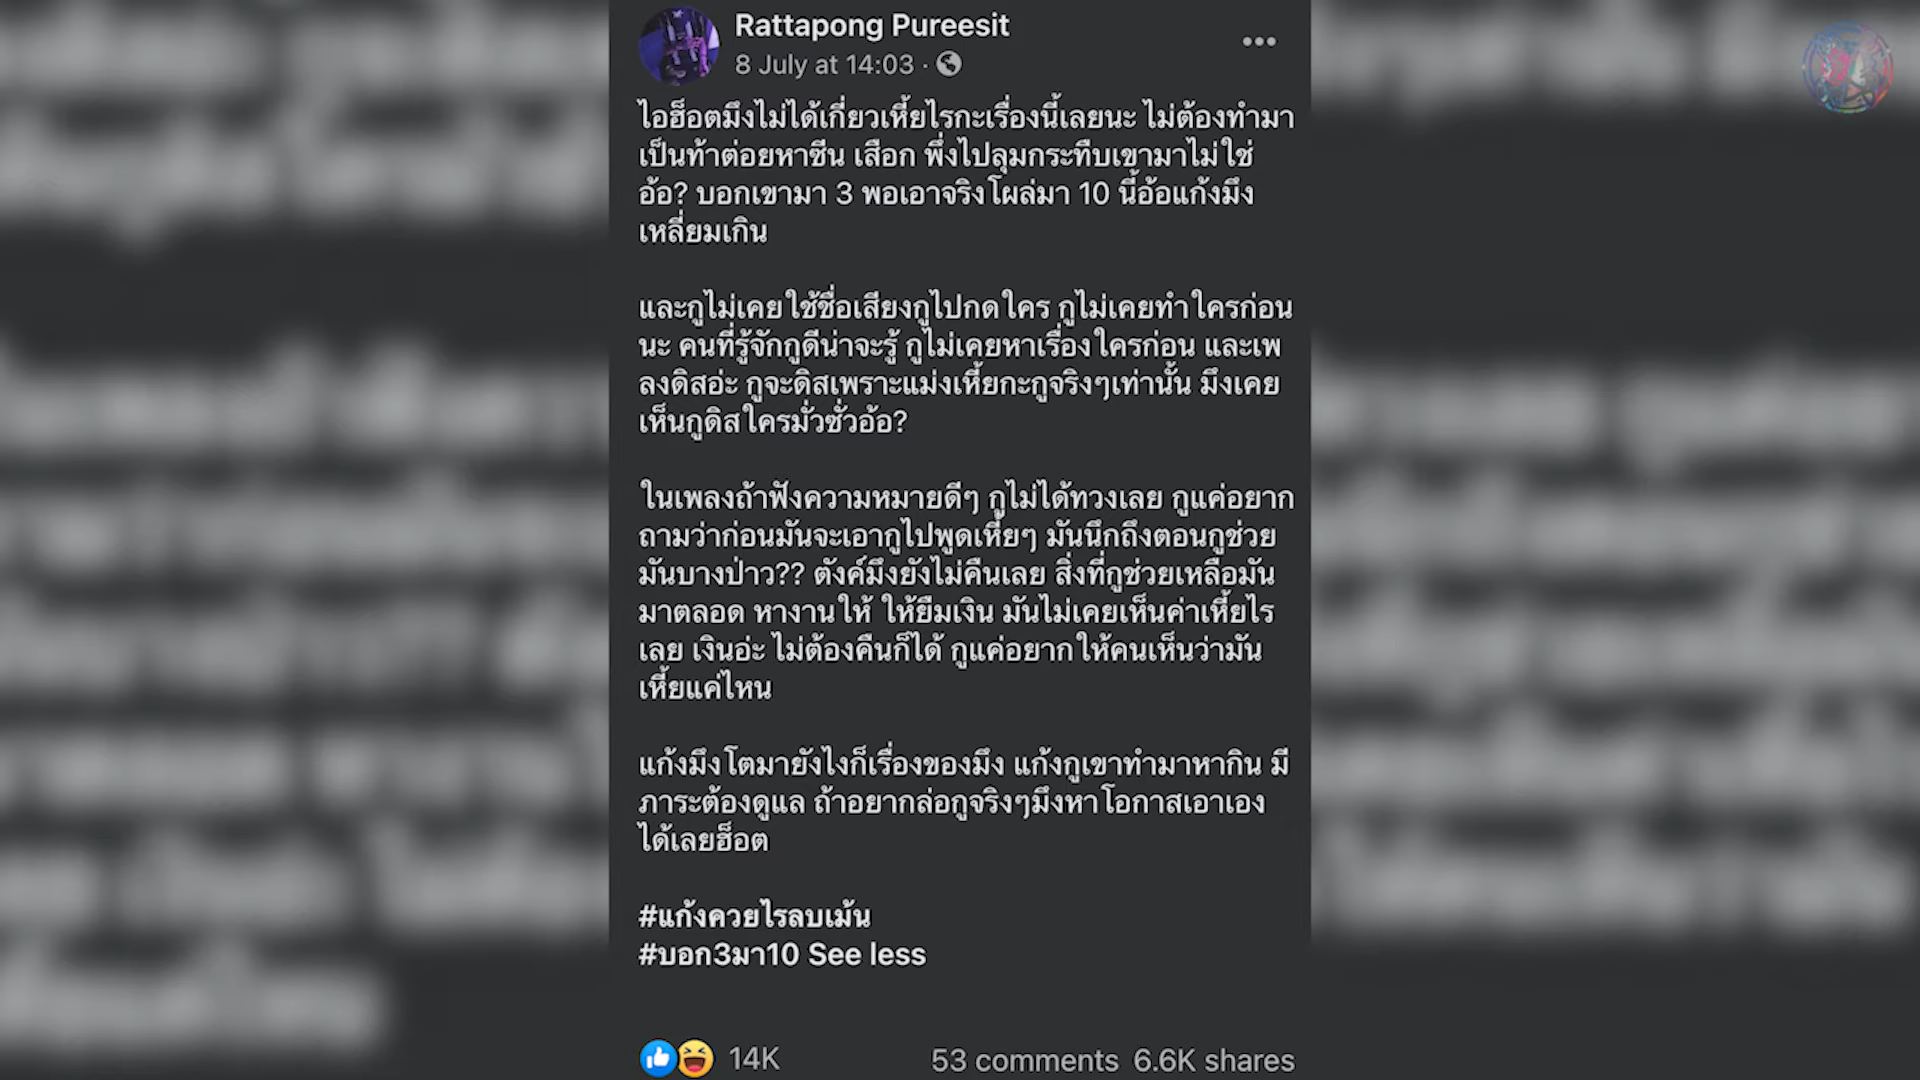 Rattapong Pureesit
8 July at 14:03 ·
ไอฮ็อตมึงไม่ได้เกี่ยวเหี้ยไรกะเรื่องนี้เลยนะ ไม่ต้องทำมา
เป็นท้าต่อยหาซีน เสือก พึ่งไปลุมกระทืบเขามาไม่ใช่
อ้อ? บอกเขามา 3 พอเอาจริงโผล่มา 10 นี้อ้อแก้งมึง
เหลี่ยมเกิน
และกูไม่เคยใช้ชื่อเสียงกูไปกดใคร กูไม่เคยทำใครก่อน
นะ คนที่รู้จักกูดีน่าจะรู้ กูไม่เคยหาเรื่องใครก่อน และเพ
ลงดิสอ่ะ กูจะดิสเพราะแม่งเหี้ยกะกูจริงๆเท่านั้น มึงเคย
เห็นกูดิสใครมั่วซั่วอ้อ?
ในเพลงถ้าฟังความหมายดีๆ กูไม่ได้ทวงเลย กูแค่อยาก
ถามว่าก่อนมันจะเอากูไปพูดเหี้ยๆ มันนึกถึงตอนกูช่วย
มันบางป่าว?? ตังค์มึงยังไม่คืนเลย สิ่งที่กูช่วยเหลือมัน
มาตลอด หางานให้ ให้ยืมเงิน มันไม่เคยเห็นค่าเหี้ยไร
เลย เงินอ่ะ ไม่ต้องคืนก็ได้ กูแค่อยากให้คนเห็นว่ามัน
เหี้ยแค่ไหน
แก้งมึงโตมายังไงก็เรื่องของมึง แก้งกูเขาทำมาหากิน มี
ภาระต้องดูแล ถ้าอยากล่อกูจริงๆมึงหาโอกาสเอาเอง
ได้เลยฮ็อต
#แก้งควยไรลบเม้น
#บอก3มา10 See less
14K 53 comments 6.6K shares